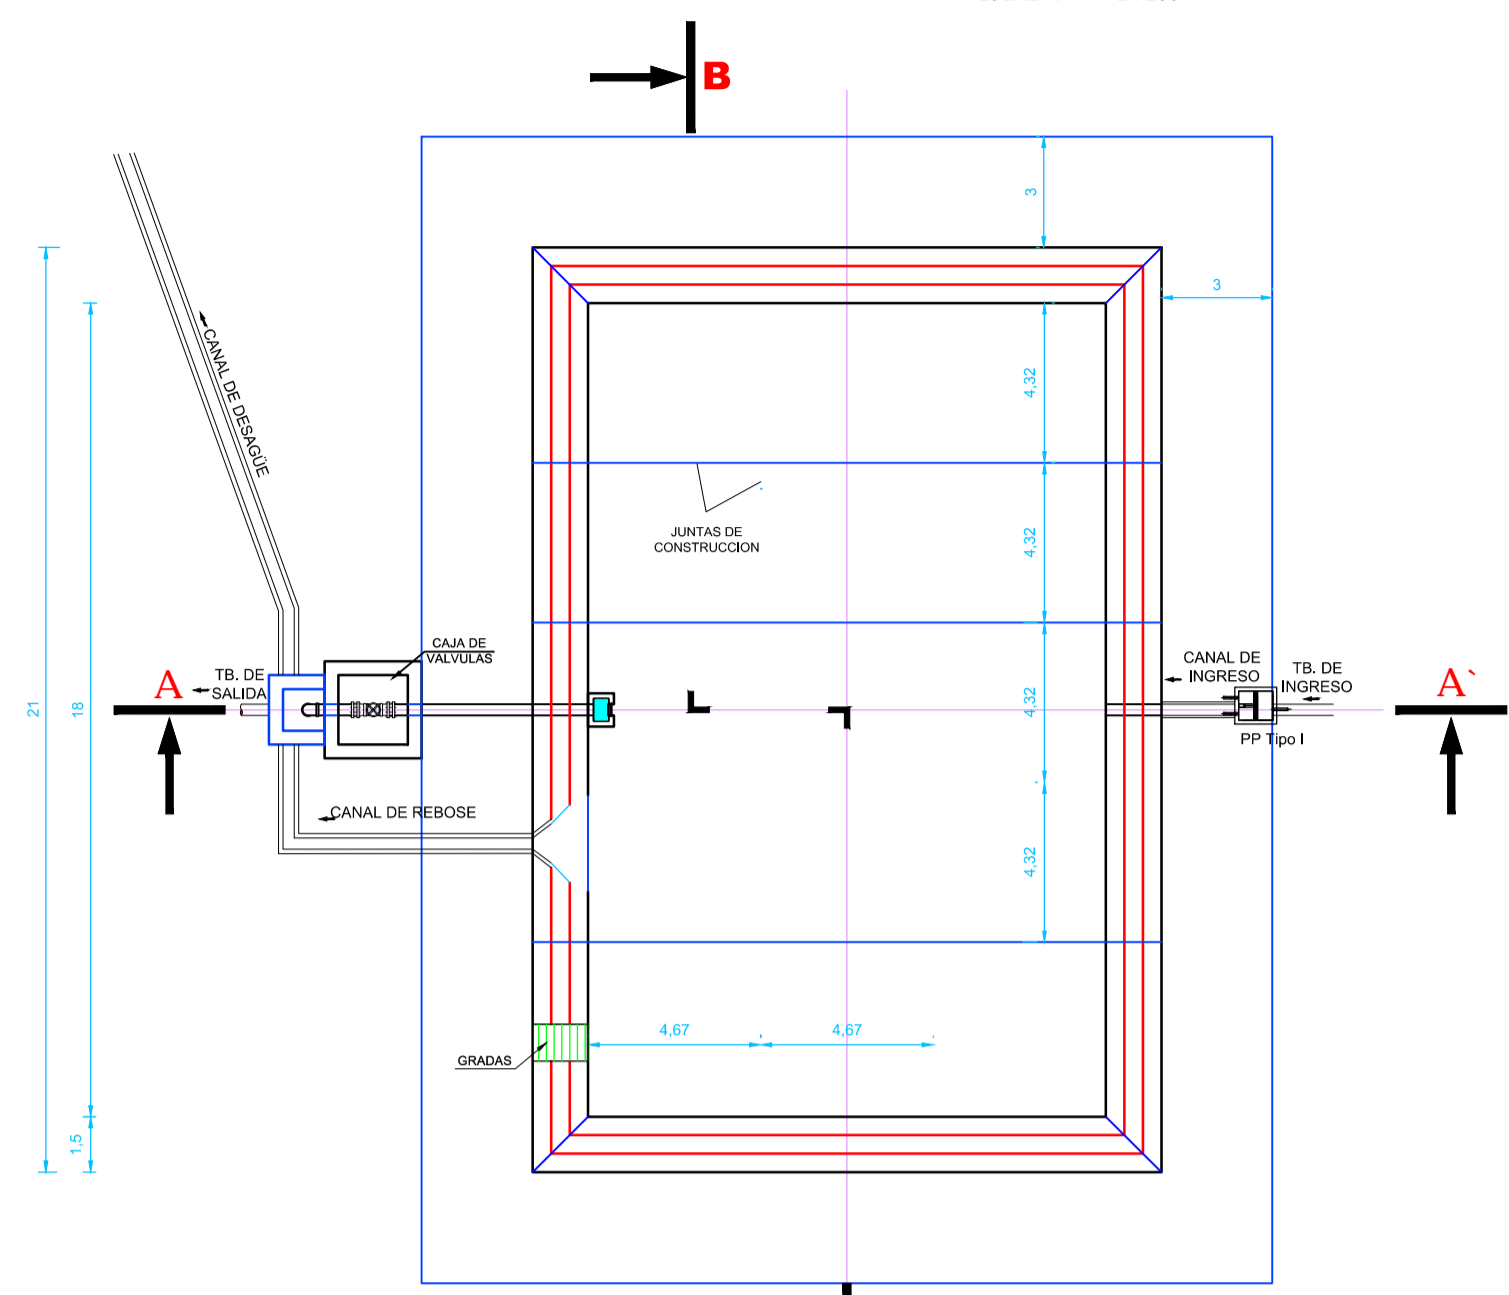 B
3
3
CANAL DE DESAGÜE
4,32
JUNTAS DE
CONSTRUCCION
4,32
CAJA DE
VALVULAS
TB. DE
SALIDA
A
CANAL DE
INGRESO
TB. DE
INGRESO
A`
PP Tipo I
21
18
4,32
CANAL DE REBOSE
4,32
4,67
4,67
GRADAS
1,5